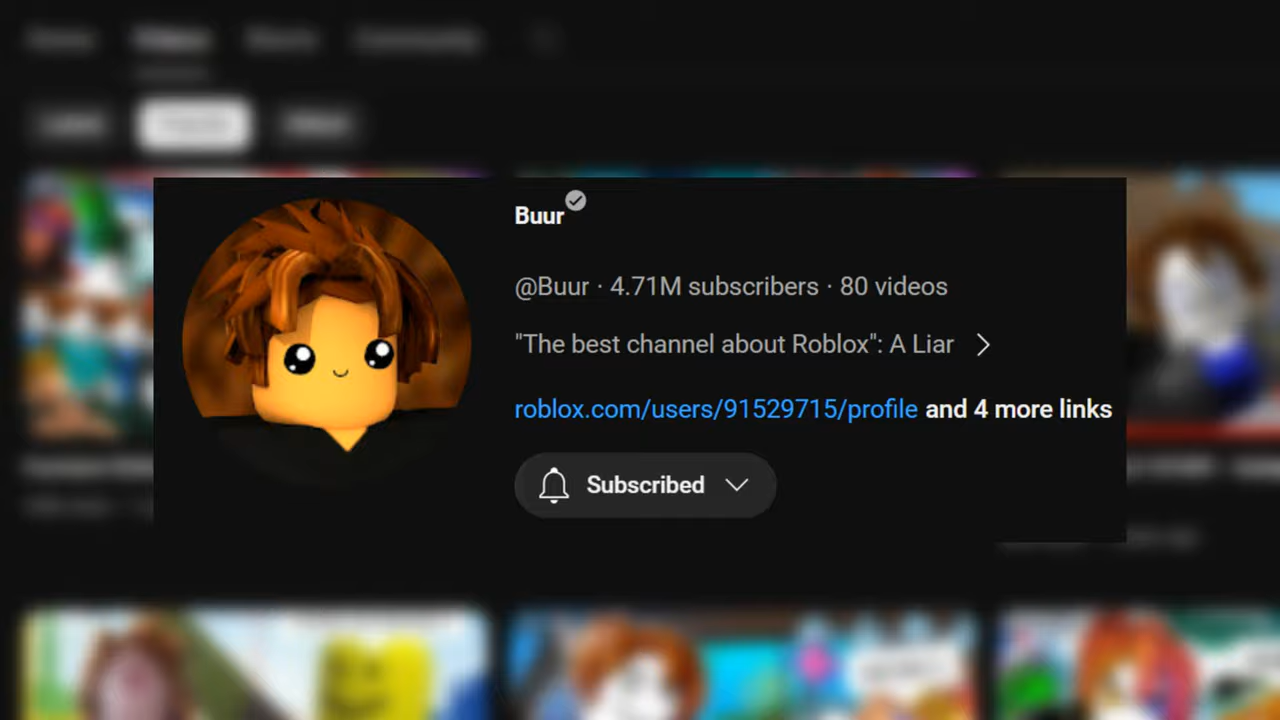 Buur
@Buur · 4.71M subscribers · 80 videos
"The best channel about Roblox": A Liar
roblox.com/users/91529715/profile and 4 more links
Subscribed